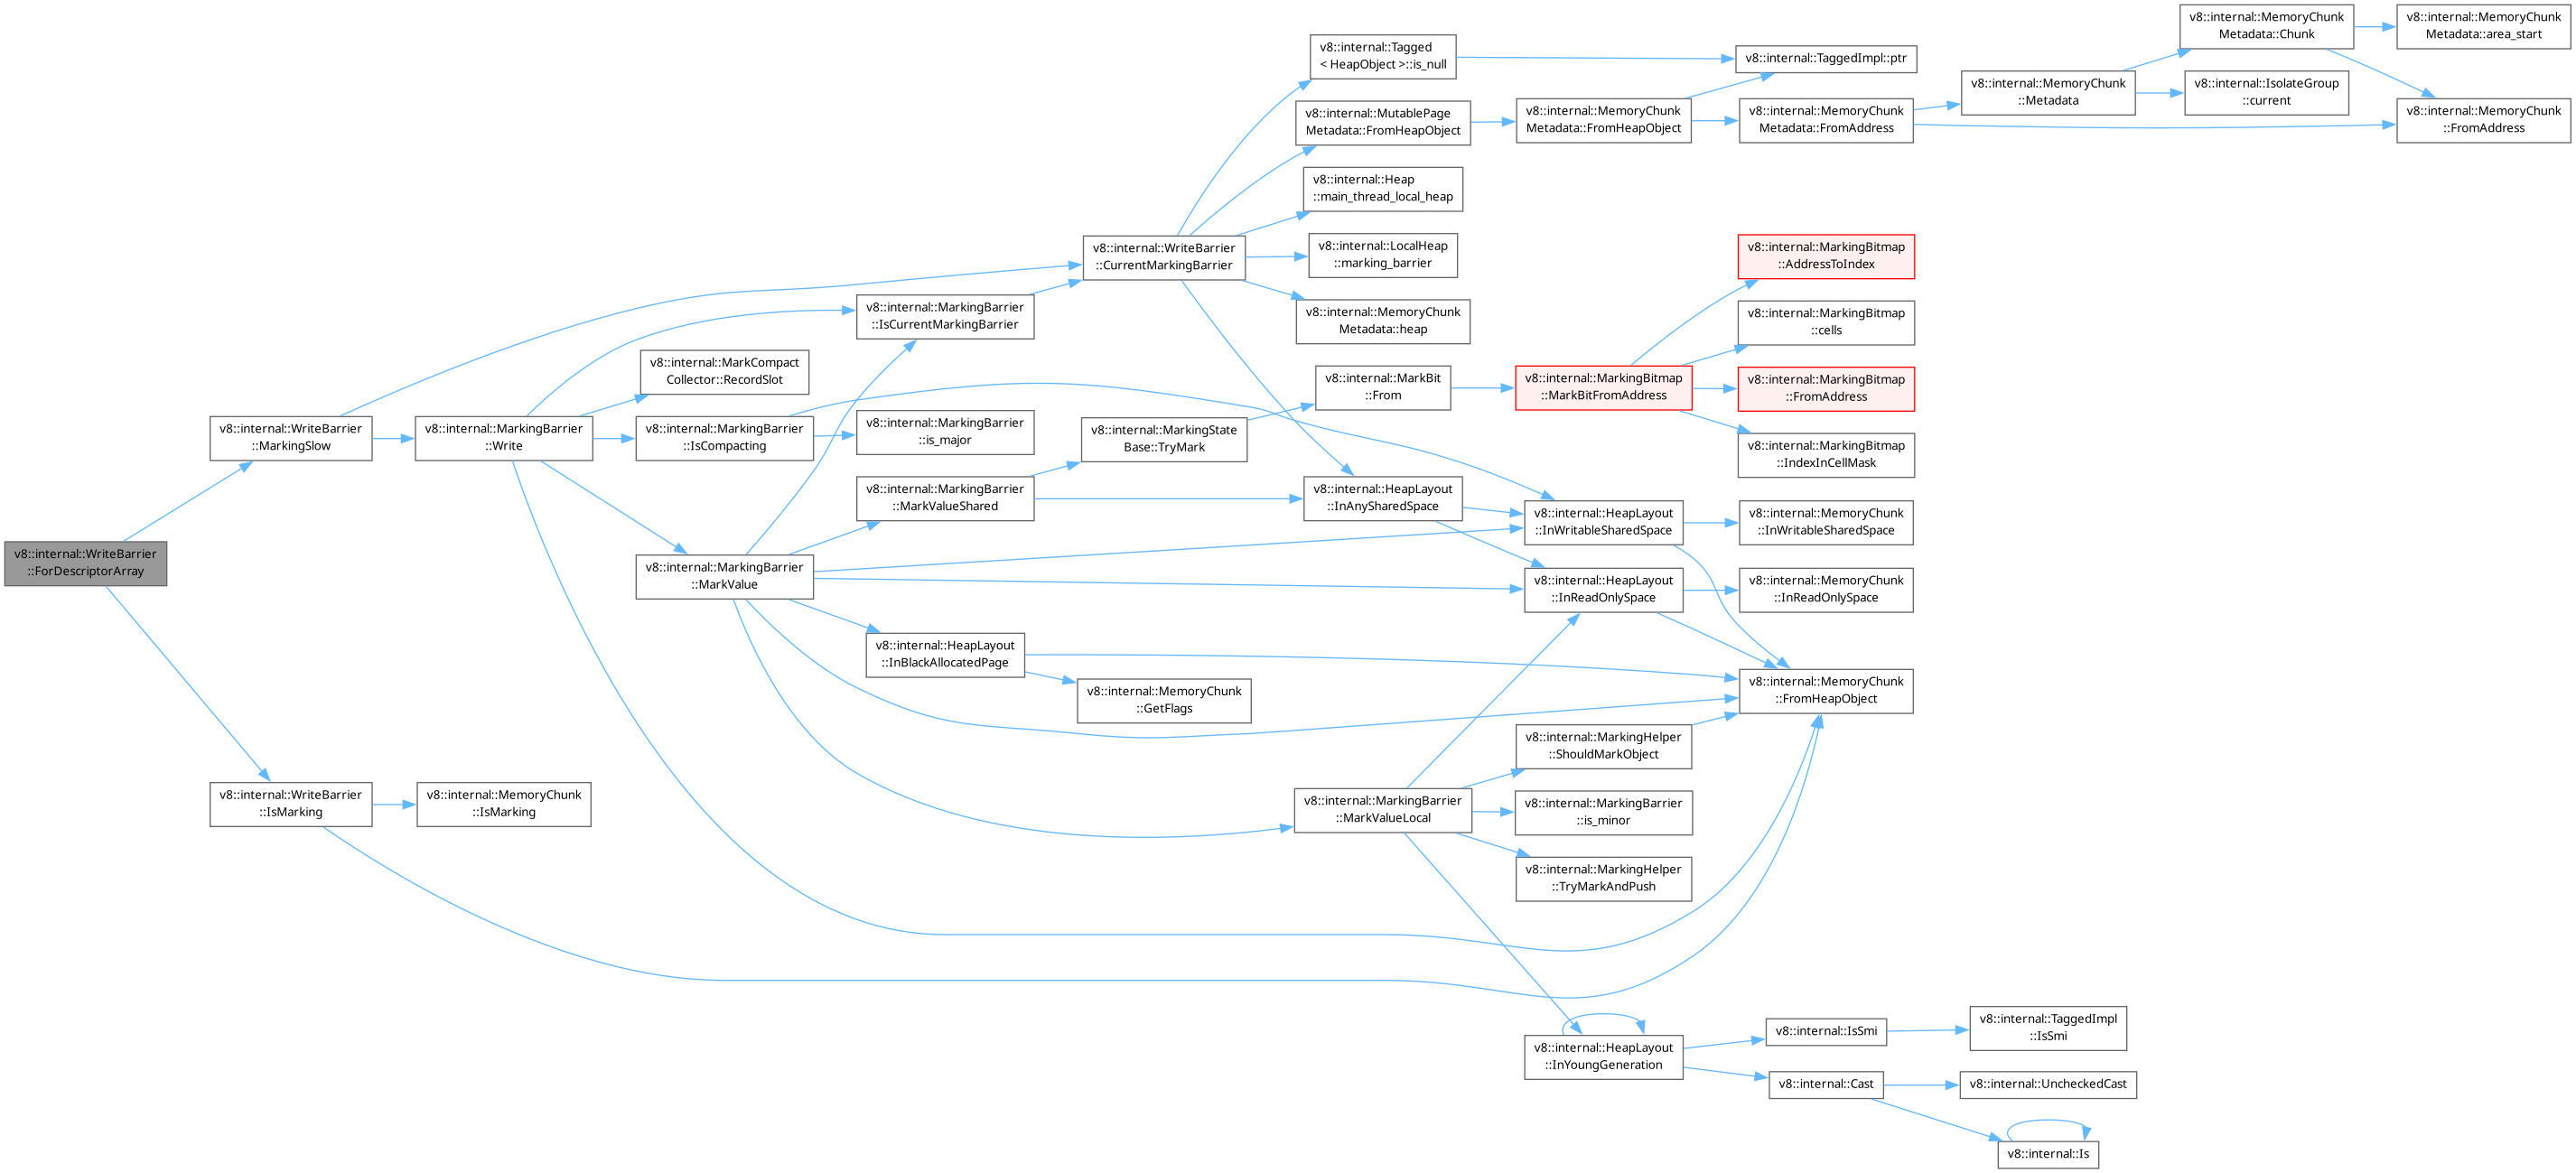 v8::internal::WriteBarrier
::ForDescriptorArray
v8::internal::WriteBarrier
::MarkingSlow
v8::internal::WriteBarrier
::IsMarking
v8::internal::MarkingBarrier
::Write
v8::internal::MemoryChunk
::IsMarking
v8::internal::MarkCompact
Collector::RecordSlot
v8::internal::MarkingBarrier
::IsCompacting
v8::internal::MarkingBarrier
::MarkValue
v8::internal::MarkingBarrier
::IsCurrentMarkingBarrier
v8::internal::MarkingBarrier
::is_major
v8::internal::MarkingBarrier
::MarkValueShared
v8::internal::HeapLayout
::InBlackAllocatedPage
v8::internal::WriteBarrier
::CurrentMarkingBarrier
v8::internal::MarkingState
Base::TryMark
v8::internal::MemoryChunk
::GetFlags
v8::internal::Tagged
< HeapObject >::is_null
v8::internal::MutablePage
Metadata::FromHeapObject
v8::internal::Heap
::main_thread_local_heap
v8::internal::LocalHeap
::marking_barrier
v8::internal::MemoryChunk
Metadata::heap
v8::internal::MarkBit
::From
v8::internal::HeapLayout
::InAnySharedSpace
v8::internal::MarkingBarrier
::MarkValueLocal
v8::internal::MemoryChunk
Metadata::FromHeapObject
v8::internal::MarkingBitmap
::MarkBitFromAddress
v8::internal::HeapLayout
::InWritableSharedSpace
v8::internal::HeapLayout
::InReadOnlySpace
v8::internal::MarkingHelper
::ShouldMarkObject
v8::internal::MarkingBarrier
::is_minor
v8::internal::MarkingHelper
::TryMarkAndPush
v8::internal::HeapLayout
::InYoungGeneration
v8::internal::TaggedImpl::ptr
v8::internal::MemoryChunk
Metadata::FromAddress
v8::internal::MarkingBitmap
::AddressToIndex
v8::internal::MarkingBitmap
::cells
v8::internal::MarkingBitmap
::FromAddress
v8::internal::MarkingBitmap
::IndexInCellMask
v8::internal::MemoryChunk
::InWritableSharedSpace
v8::internal::MemoryChunk
::InReadOnlySpace
v8::internal::MemoryChunk
::FromHeapObject
v8::internal::IsSmi
v8::internal::Cast
v8::internal::MemoryChunk
::Metadata
v8::internal::TaggedImpl
::IsSmi
v8::internal::UncheckedCast
v8::internal::Is
v8::internal::MemoryChunk
Metadata::Chunk
v8::internal::IsolateGroup
::current
v8::internal::MemoryChunk
Metadata::area_start
v8::internal::MemoryChunk
::FromAddress